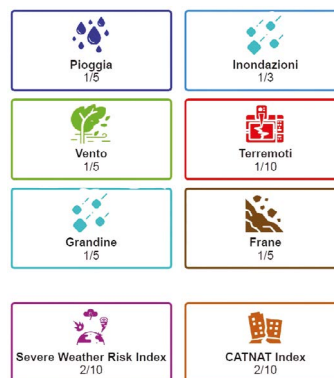 Pioggia
1/5
Inondazioni
1/3
Vento
1/5
Terremoti
1/10
Grandine
1/5
Frane
1/5
Severe Weather Risk Index
2/10
CATNAT Index
2/10